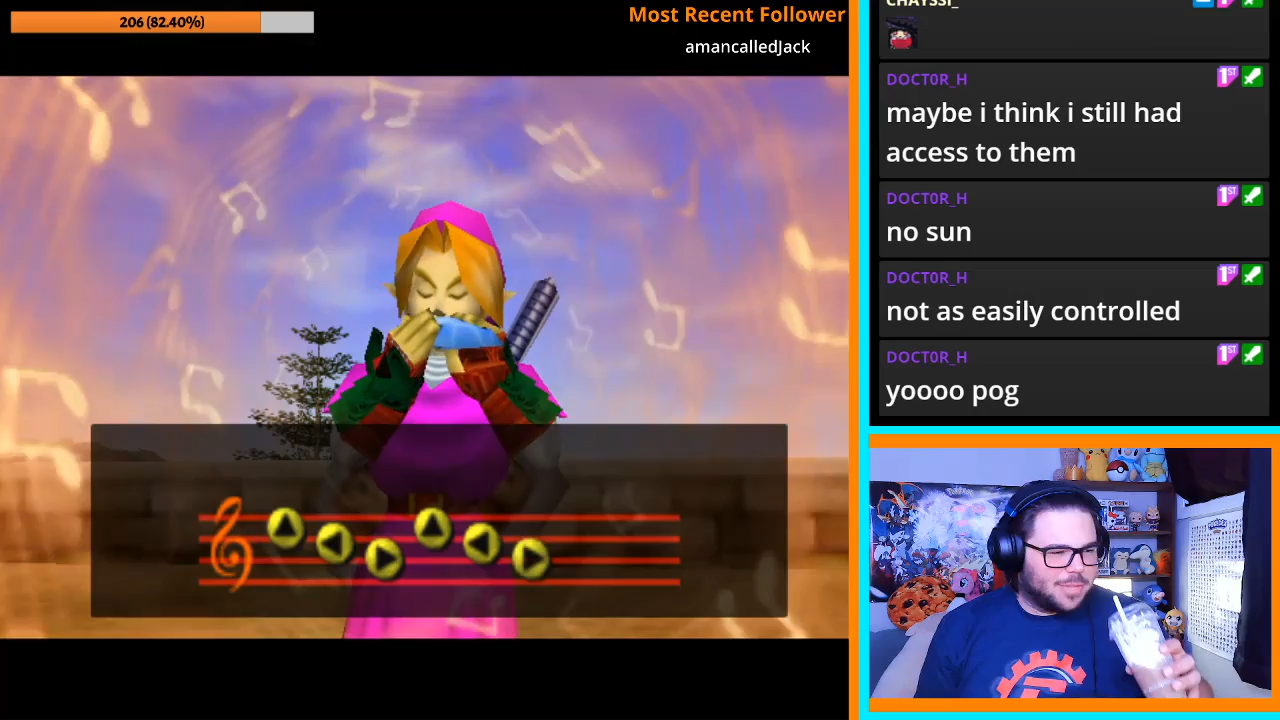 206 (82.40%)
Most Recent Follower
amancalledJack
CHAYSSI_
DOCT0R_H
maybe i think i still had
access to them
DOCT0R_H
no sun
DOCT0R_H
not as easily controlled
DOCT0R_H
yoooo pog